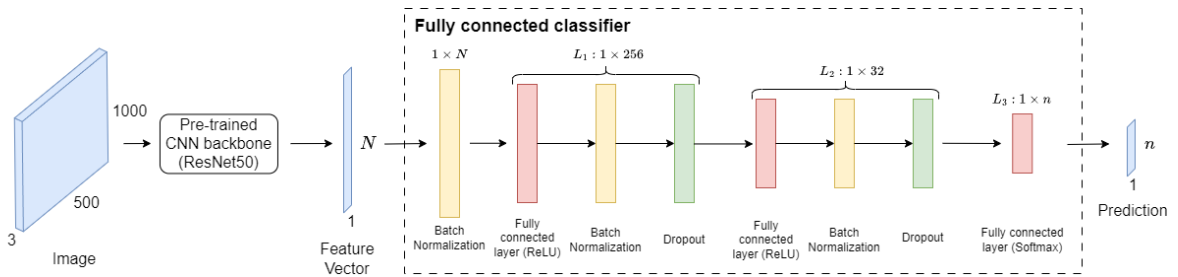 Fully connected classifier
1 × N
L₁ : 1 × 256
L₂ : 1 × 32
L₃ : 1 × n
1000
Pre-trained
CNN backbone
(ResNet50)
N
n
500
3
1
1
Image
Feature
Vector
Batch
Normalization
Fully
connected
layer (ReLU)
Batch
Normalization
Dropout
Fully
connected
layer (ReLU)
Batch
Normalization
Dropout
Fully connected
layer (Softmax)
Prediction